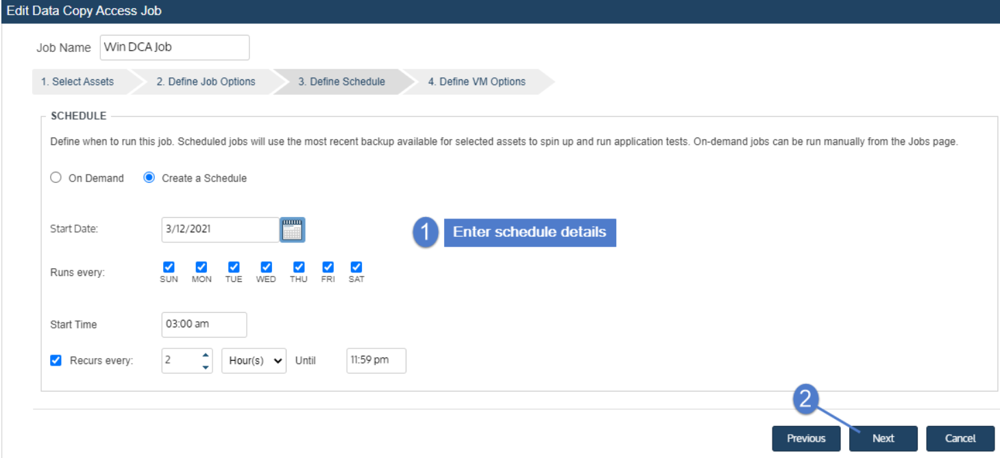 Edit Data Copy Access Job
Job Name Win DCA Job
1. Select Assets 2. Define Job Options 3. Define Schedule 4. Define VM Options
SCHEDULE
Define when to run this job. Scheduled jobs will use the most recent backup available for selected assets to spin up and run application tests. On-demand jobs can be run manually from the Jobs page.
On Demand Create a Schedule
Start Date: 3/12/2021 1 Enter schedule details
Runs every: SUN MON TUE WED THU FRI SAT
Start Time 03:00 am
Recurs every: 2 Hour(s) Until 11:59 pm
2
Previous Next Cancel